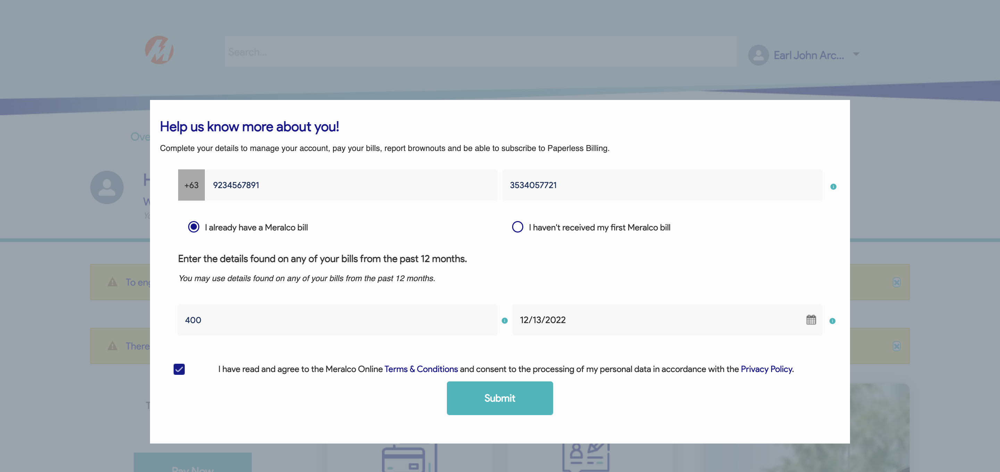 Search...
Earl John Arc...
Help us know more about you!
Complete your details to manage your account, pay your bills, report brownouts and be able to subscribe to Paperless Billing.
+63 9234567891 3534057721
I already have a Meralco bill I haven't received my first Meralco bill
Enter the details found on any of your bills from the past 12 months.
You may use details found on any of your bills from the past 12 months.
400 12/13/2022
To
There
I have read and agree to the Meralco Online Terms & Conditions and consent to the processing of my personal data in accordance with the Privacy Policy.
Submit
Pay Now